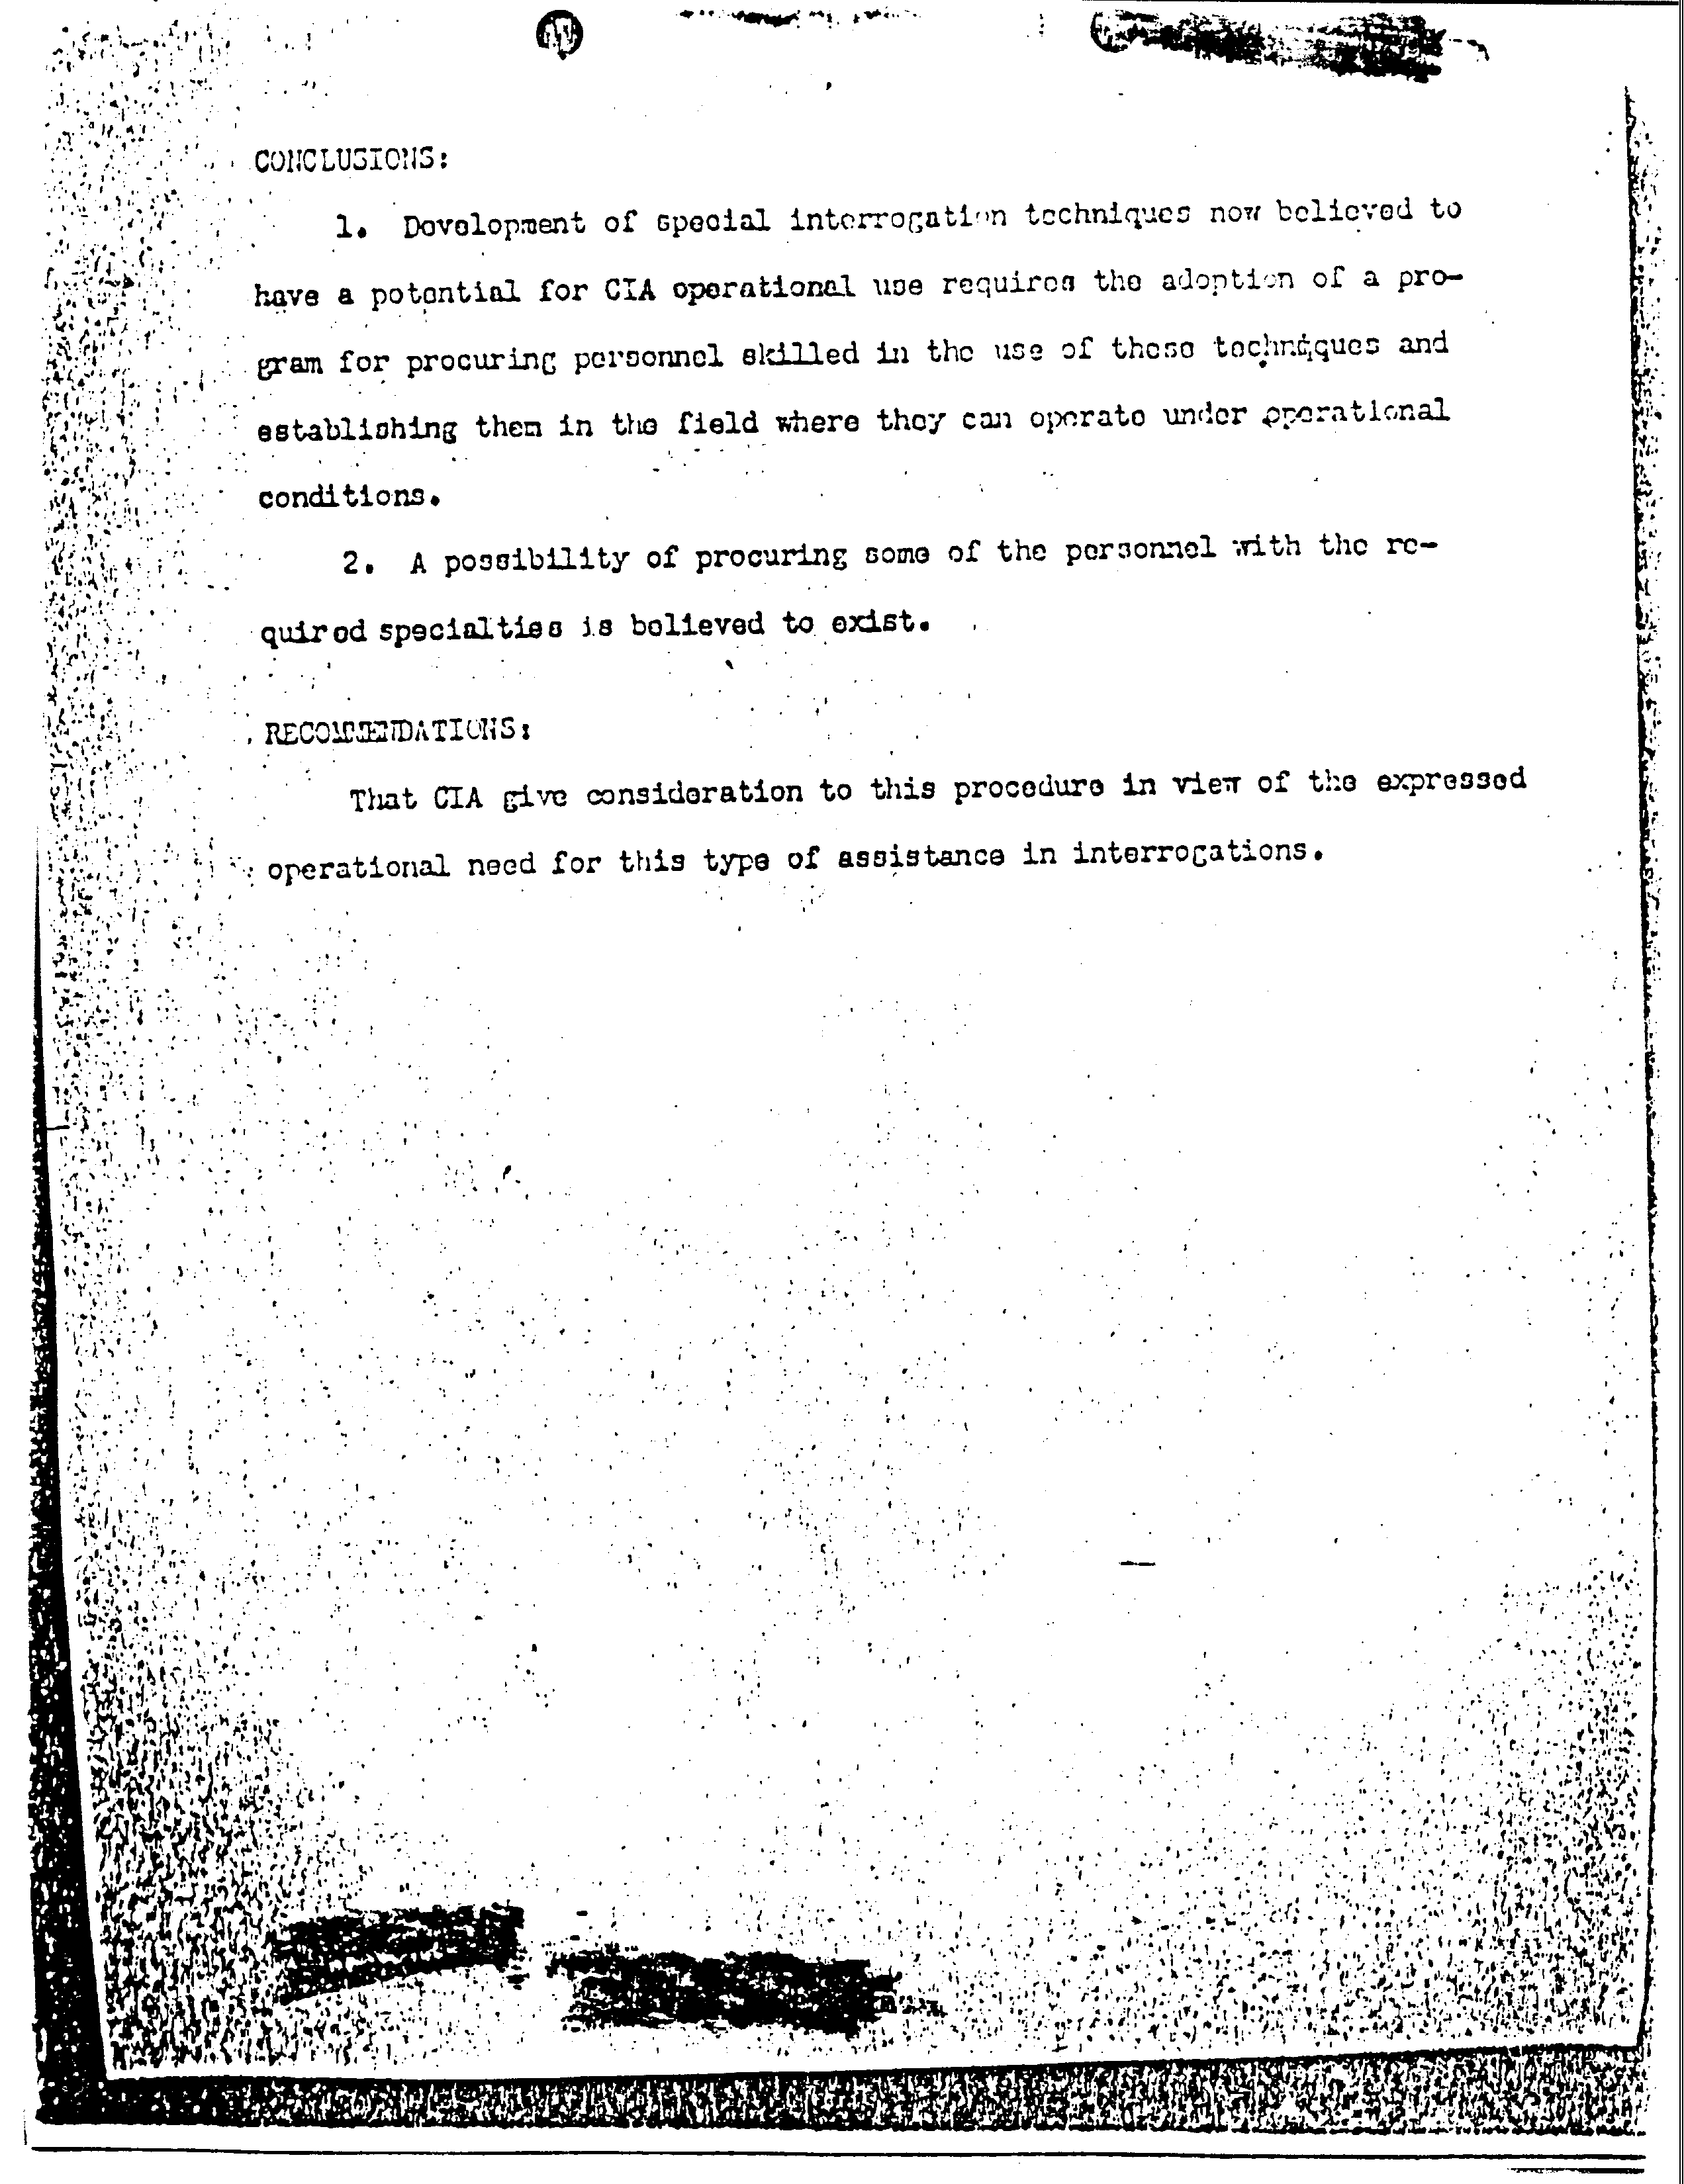 CONCLUSIONS:
1. Development of special interrogation techniques now believed to
have a potential for CIA operational use requires the adoption of a pro-
gram for procuring personnel skilled in the use of these techniques and
establishing them in the field where they can operate under operational
conditions.
2. A possibility of procuring some of the personnel with the re-
quired specialties is believed to exist.
RECOMMENDATIONS:
That CIA give consideration to this procedure in view of the expressed
operational need for this type of assistance in interrogations.